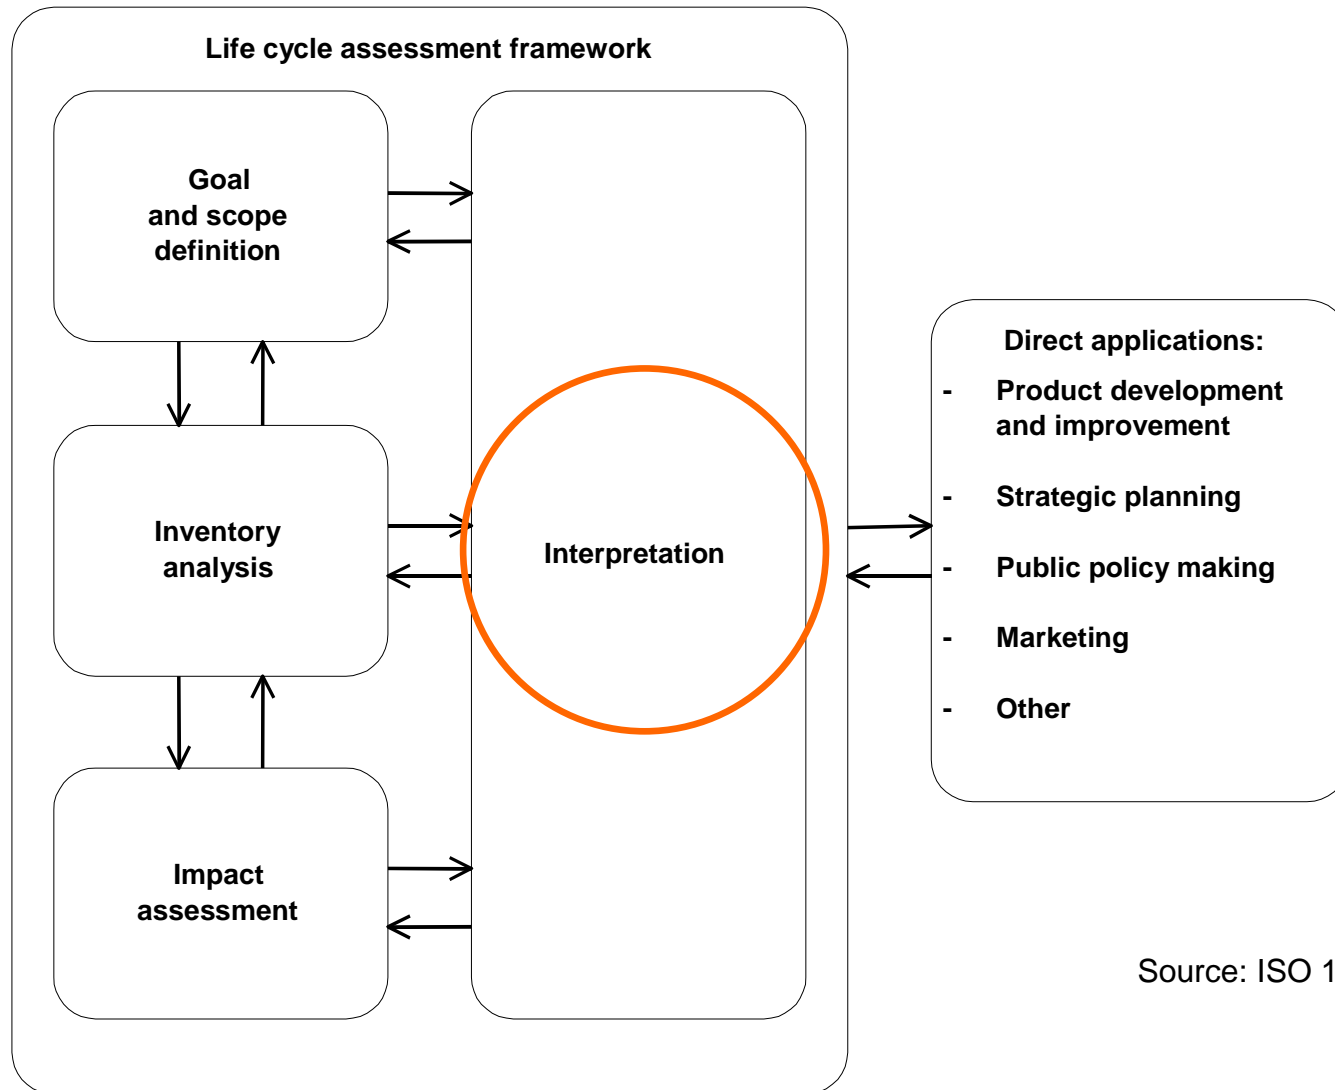 Life cycle assessment framework
Goal
and scope
definition
Inventory
analysis
Impact
assessment
Interpretation
Direct applications:
- Product development
and improvement
- Strategic planning
- Public policy making
- Marketing
- Other
Source: ISO 1